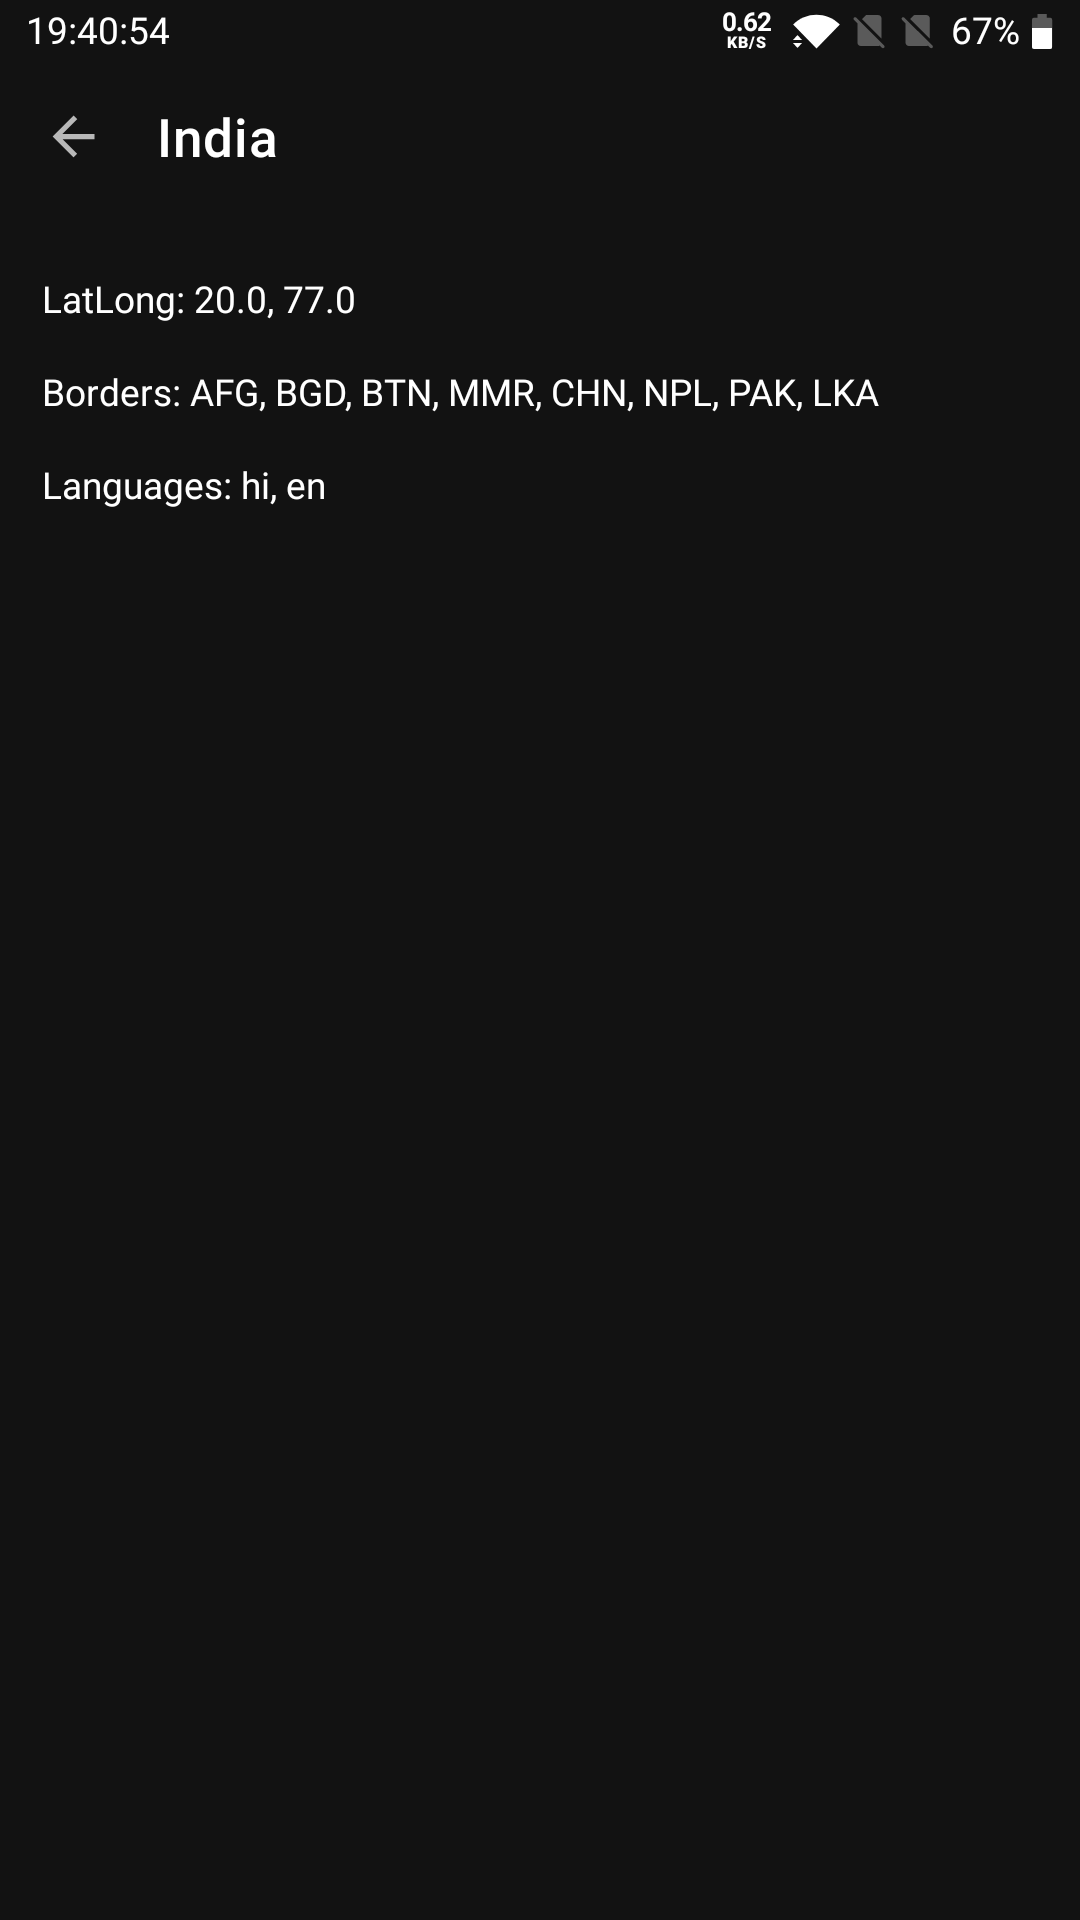 19:40:54 0.62 KB/S 67%
India
LatLong: 20.0, 77.0
Borders: AFG, BGD, BTN, MMR, CHN, NPL, PAK, LKA
Languages: hi, en